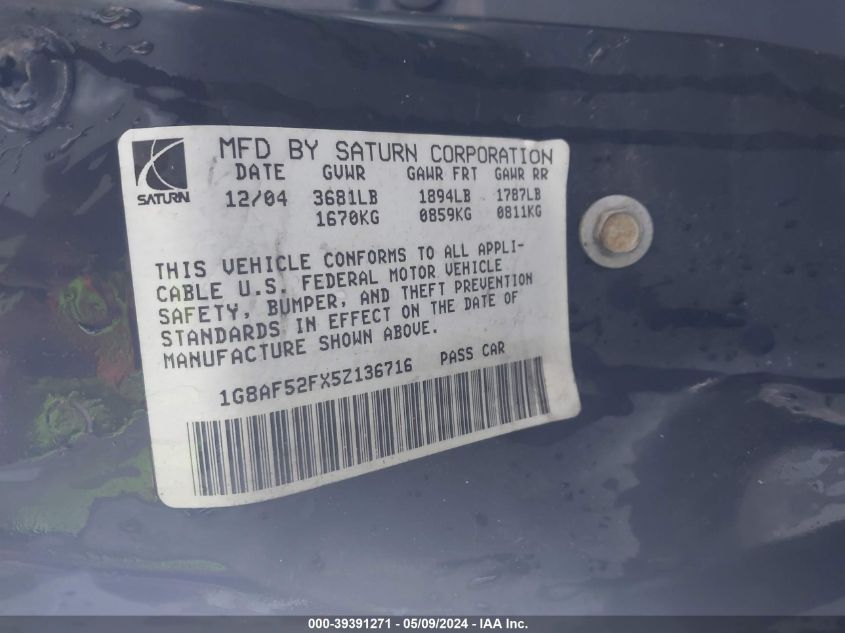 MFD BY SATURN CORPORATION
DATE GVWR GAWR FRT GAWR RR
12/04 3681LB 1894LB 1787LB
1670KG 0859KG 0811KG
SATURN
THIS VEHICLE CONFORMS TO ALL APPLI-
CABLE U.S. FEDERAL MOTOR VEHICLE
SAFETY, BUMPER, AND THEFT PREVENTION
STANDARDS IN EFFECT ON THE DATE OF
MANUFACTURE SHOWN ABOVE.
1G8AF52FX5Z136716 PASS CAR
000-39391271 - 05/09/2024 - IAA Inc.